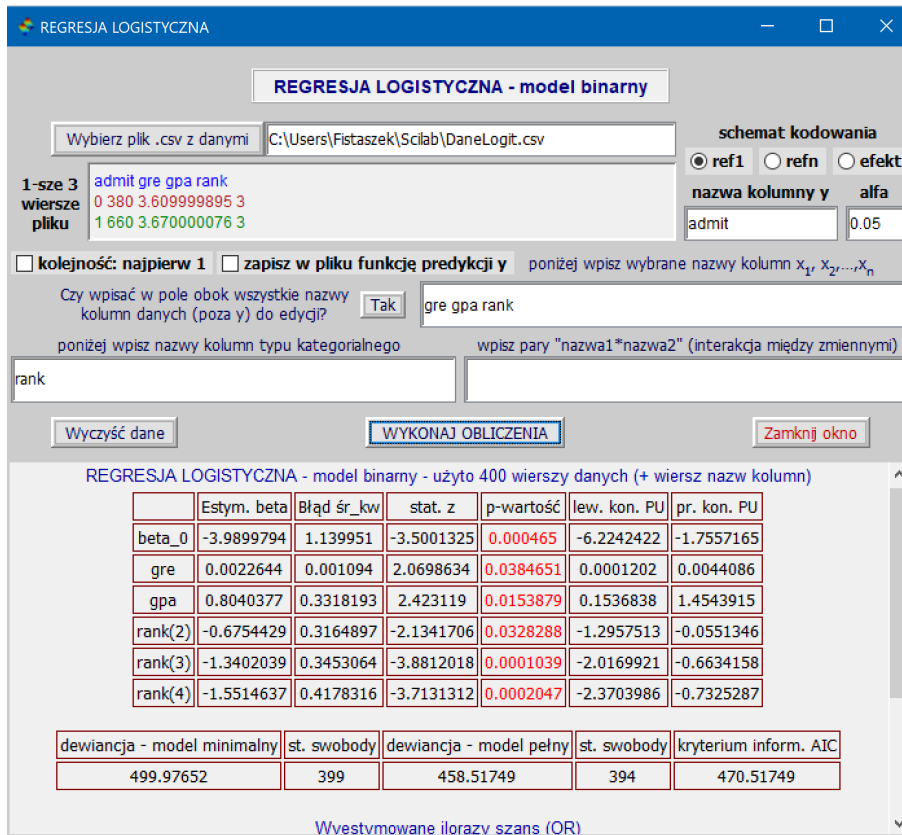 REGRESJA LOGISTYCZNA
REGRESJA LOGISTYCZNA - model binarny
Wybierz plik .csv z danymi C:\Users\Fistaszek\Scilab\DaneLogit.csv
schemat kodowania
ref1 refn efekt
1-sze 3 wiersze pliku
admit gre gpa rank
0 380 3.609999895 3
1 660 3.670000076 3
nazwa kolumny y alfa
admit 0.05
kolejność: najpierw 1 zapisz w pliku funkcję predykcji y poniżej wpisz wybrane nazwy kolumn x1, x2,...,xn
Czy wpisać w pole obok wszystkie nazwy
kolumn danych (poza y) do edycji?
Tak
gre gpa rank
poniżej wpisz nazwy kolumn typu kategorialnego wpisz pary "nazwa1*nazwa2" (interakcja między zmiennymi)
rank
Wyczyść dane WYKONAJ OBLICZENIA Zamknij okno
REGRESJA LOGISTYCZNA - model binarny - użyto 400 wierszy danych (+ wiersz nazw kolumn)
Estym. beta Błąd śr_kw stat. z p-wartość lew. kon. PU pr. kon. PU
beta_0 -3.9899794 1.139951 -3.5001325 0.000465 -6.2242422 -1.7557165
gre 0.0022644 0.001094 2.0698634 0.0384651 0.0001202 0.0044086
gpa 0.8040377 0.3318193 2.423119 0.0153879 0.1536838 1.4543915
rank(2) -0.6754429 0.3164897 -2.1341706 0.0328288 -1.2957513 -0.0551346
rank(3) -1.3402039 0.3453064 -3.8812018 0.0001039 -2.0169921 -0.6634158
rank(4) -1.5514637 0.4178316 -3.7131312 0.0002047 -2.3703986 -0.7325287
dewiancja - model minimalny st. swobody dewiancja - model pełny st. swobody kryterium inform. AIC
499.97652 399 458.51749 394 470.51749
Wyestymowane ilorazy szans (OR)